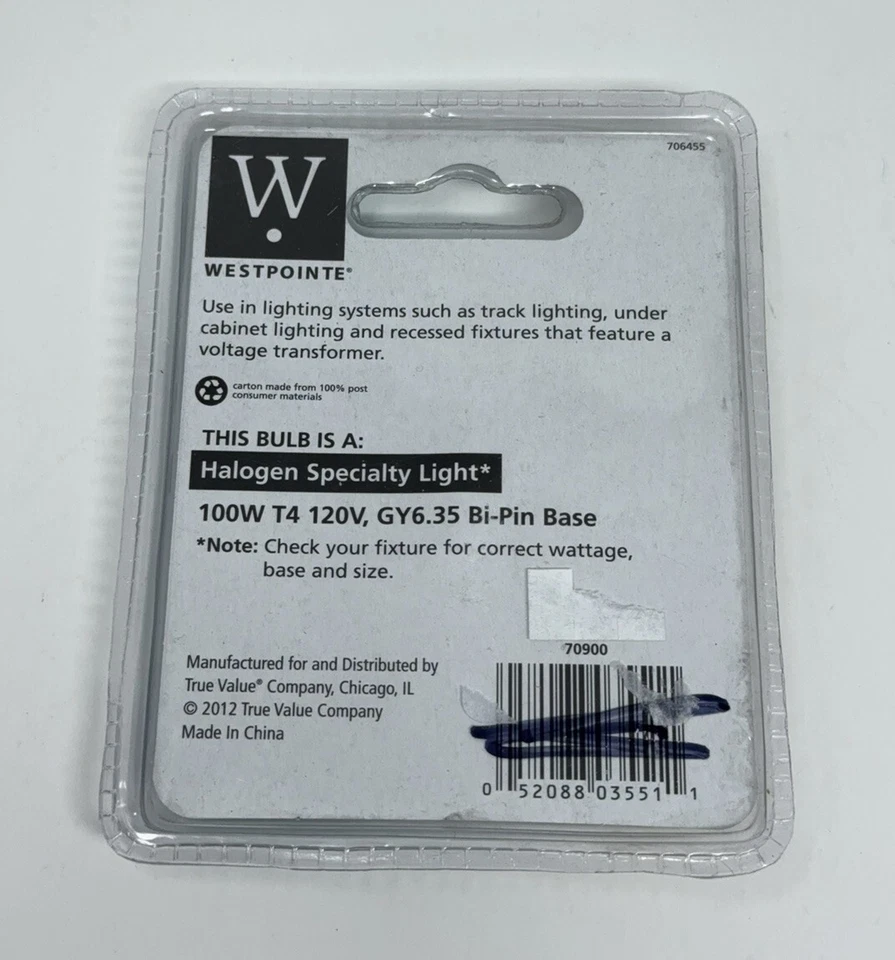 706455
W
WESTPOINTE®
Use in lighting systems such as track lighting, under
cabinet lighting and recessed fixtures that feature a
voltage transformer.
carton made from 100% post
consumer materials
THIS BULB IS A:
Halogen Specialty Light*
100W T4 120V, GY6.35 Bi-Pin Base
*Note: Check your fixture for correct wattage,
base and size.
70900
Manufactured for and Distributed by
True Value® Company, Chicago, IL
© 2012 True Value Company
Made In China
0 52088 03551 1